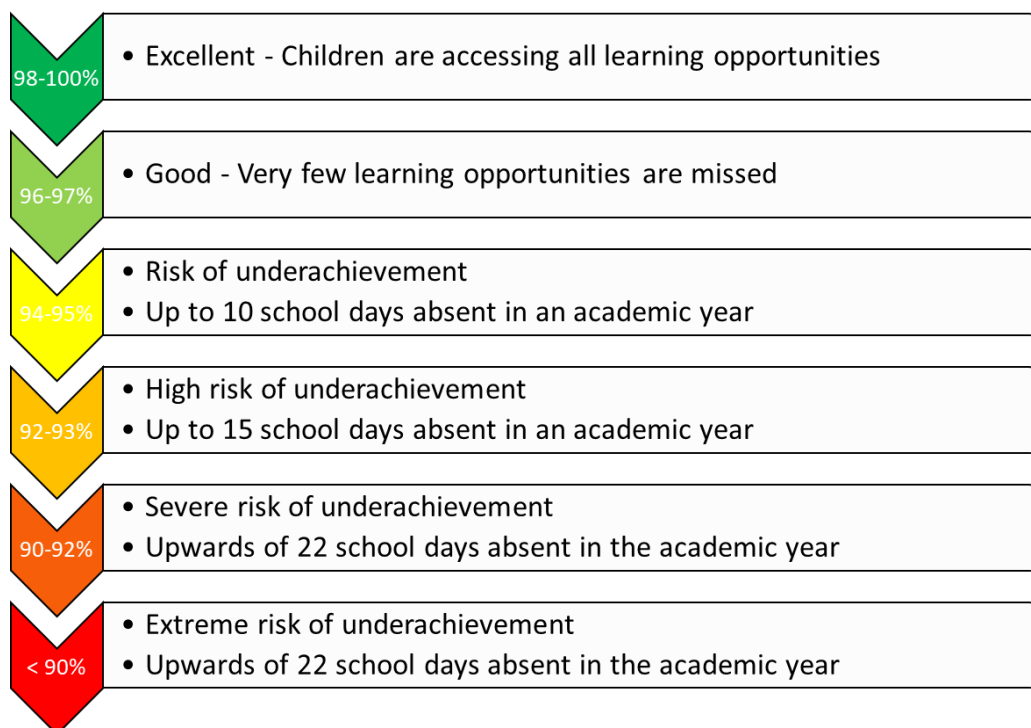 98-100%
• Excellent - Children are accessing all learning opportunities
96-97%
• Good - Very few learning opportunities are missed
94-95%
• Risk of underachievement
• Up to 10 school days absent in an academic year
92-93%
• High risk of underachievement
• Up to 15 school days absent in an academic year
90-92%
• Severe risk of underachievement
• Upwards of 22 school days absent in the academic year
< 90%
• Extreme risk of underachievement
• Upwards of 22 school days absent in the academic year